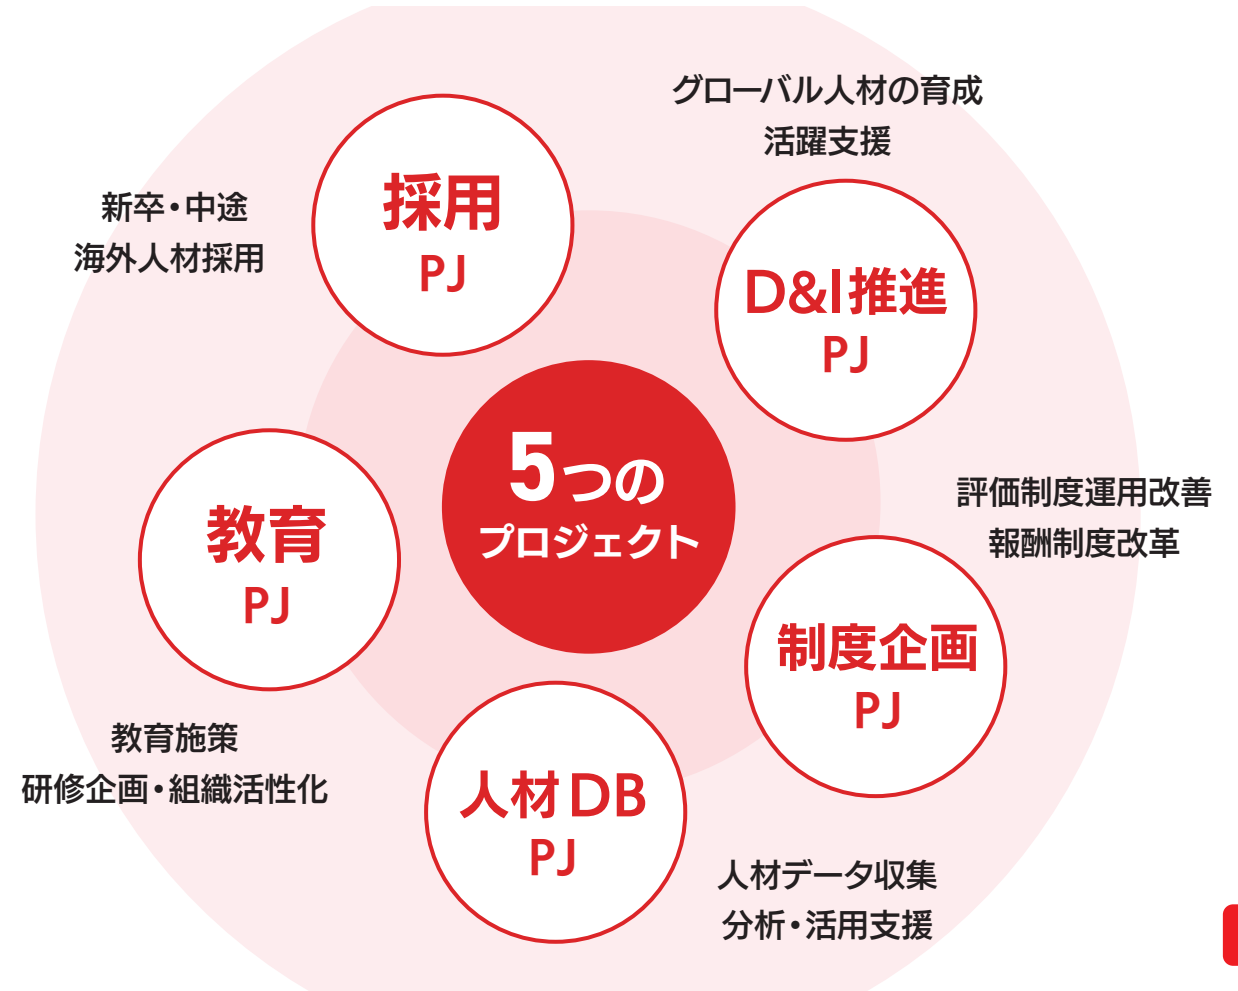 グローバル人材の育成
活躍支援
採用
PJ
新卒・中途
海外人材採用
D&I推進
PJ
5つの
プロジェクト
評価制度運用改善
報酬制度改革
教育
PJ
制度企画
PJ
教育施策
研修企画・組織活性化
人材DB
PJ
人材データ収集
分析・活用支援